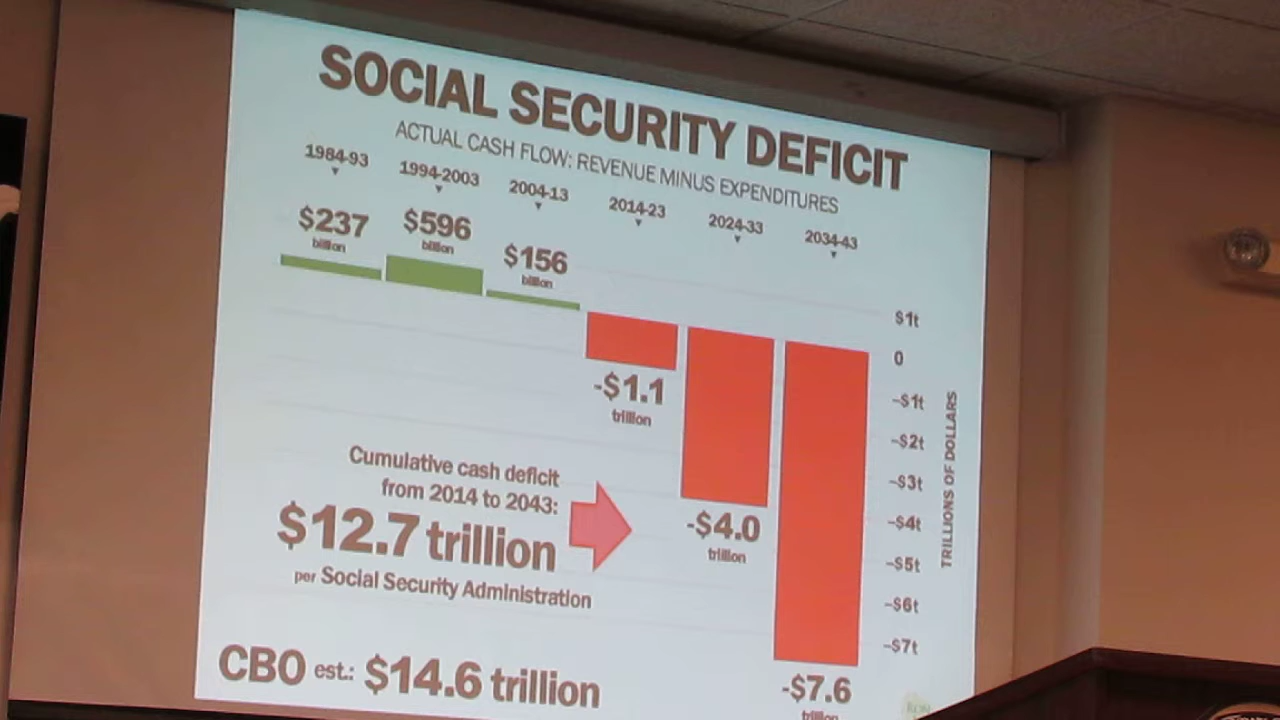 SOCIAL SECURITY DEFICIT
ACTUAL CASH FLOW: REVENUE MINUS EXPENDITURES
1984-93
1994-2003
2004-13
2014-23
2024-33
2034-43
$237
billion
$596
billion
$156
billion
-$1.1
trillion
-$4.0
trillion
-$7.6
trillion
$1t
0
-$1t
-$2t
-$3t
-$4t
-$5t
-$6t
-$7t
TRILLIONS OF DOLLARS
Cumulative cash deficit
from 2014 to 2043:
$12.7 trillion
per Social Security Administration
CBO est.: $14.6 trillion